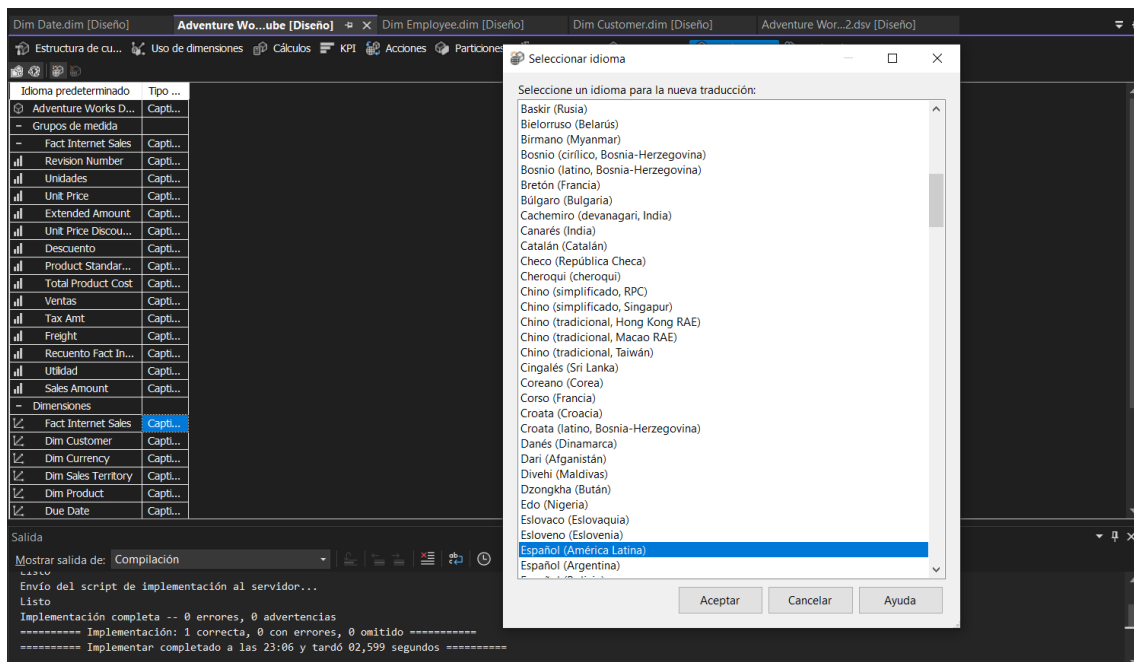 Dim Date.dim [Diseño]
Adventure Wo...ube [Diseño]
Dim Employee.dim [Diseño]
Dim Customer.dim [Diseño]
Adventure Wor...2.dsv [Diseño]
Estructura de cu...
Uso de dimensiones
Cálculos
KPI
Acciones
Particiones
Idioma predeterminado
Tipo ...
Adventure Works D...
Capti...
Grupos de medida
Fact Internet Sales
Capti...
Revision Number
Capti...
Unidades
Capti...
Unit Price
Capti...
Extended Amount
Capti...
Unit Price Discou...
Capti...
Descuento
Capti...
Product Standar...
Capti...
Total Product Cost
Capti...
Ventas
Capti...
Tax Amt
Capti...
Freight
Capti...
Recuento Fact In...
Capti...
Utilidad
Capti...
Sales Amount
Capti...
Dimensiones
Fact Internet Sales
Capti...
Dim Customer
Capti...
Dim Currency
Capti...
Dim Sales Territory
Capti...
Dim Product
Capti...
Due Date
Capti...
Seleccionar idioma
Seleccione un idioma para la nueva traducción:
Baskir (Rusia)
Bielorruso (Belarús)
Birmano (Myanmar)
Bosnio (cirílico, Bosnia-Herzegovina)
Bosnio (latino, Bosnia-Herzegovina)
Bretón (Francia)
Búlgaro (Bulgaria)
Cachemiro (devanagari, India)
Canarés (India)
Catalán (Catalán)
Checo (República Checa)
Cheroqui (cheroqui)
Chino (simplificado, RPC)
Chino (simplificado, Singapur)
Chino (tradicional, Hong Kong RAE)
Chino (tradicional, Macao RAE)
Chino (tradicional, Taiwán)
Cingalés (Sri Lanka)
Coreano (Corea)
Corso (Francia)
Croata (Croacia)
Croata (latino, Bosnia-Herzegovina)
Danés (Dinamarca)
Dari (Afganistán)
Divehi (Maldivas)
Dzongkha (Bután)
Edo (Nigeria)
Eslovaco (Eslovaquia)
Esloveno (Eslovenia)
Español (América Latina)
Español (Argentina)
Aceptar
Cancelar
Ayuda
Salida
Mostrar salida de:
Compilación
Listo
Envío del script de implementación al servidor...
Listo
Implementación completa -- 0 errores, 0 advertencias
========== Implementación: 1 correcta, 0 con errores, 0 omitido ===========
========== Implementar completado a las 23:06 y tardó 02,599 segundos ==========